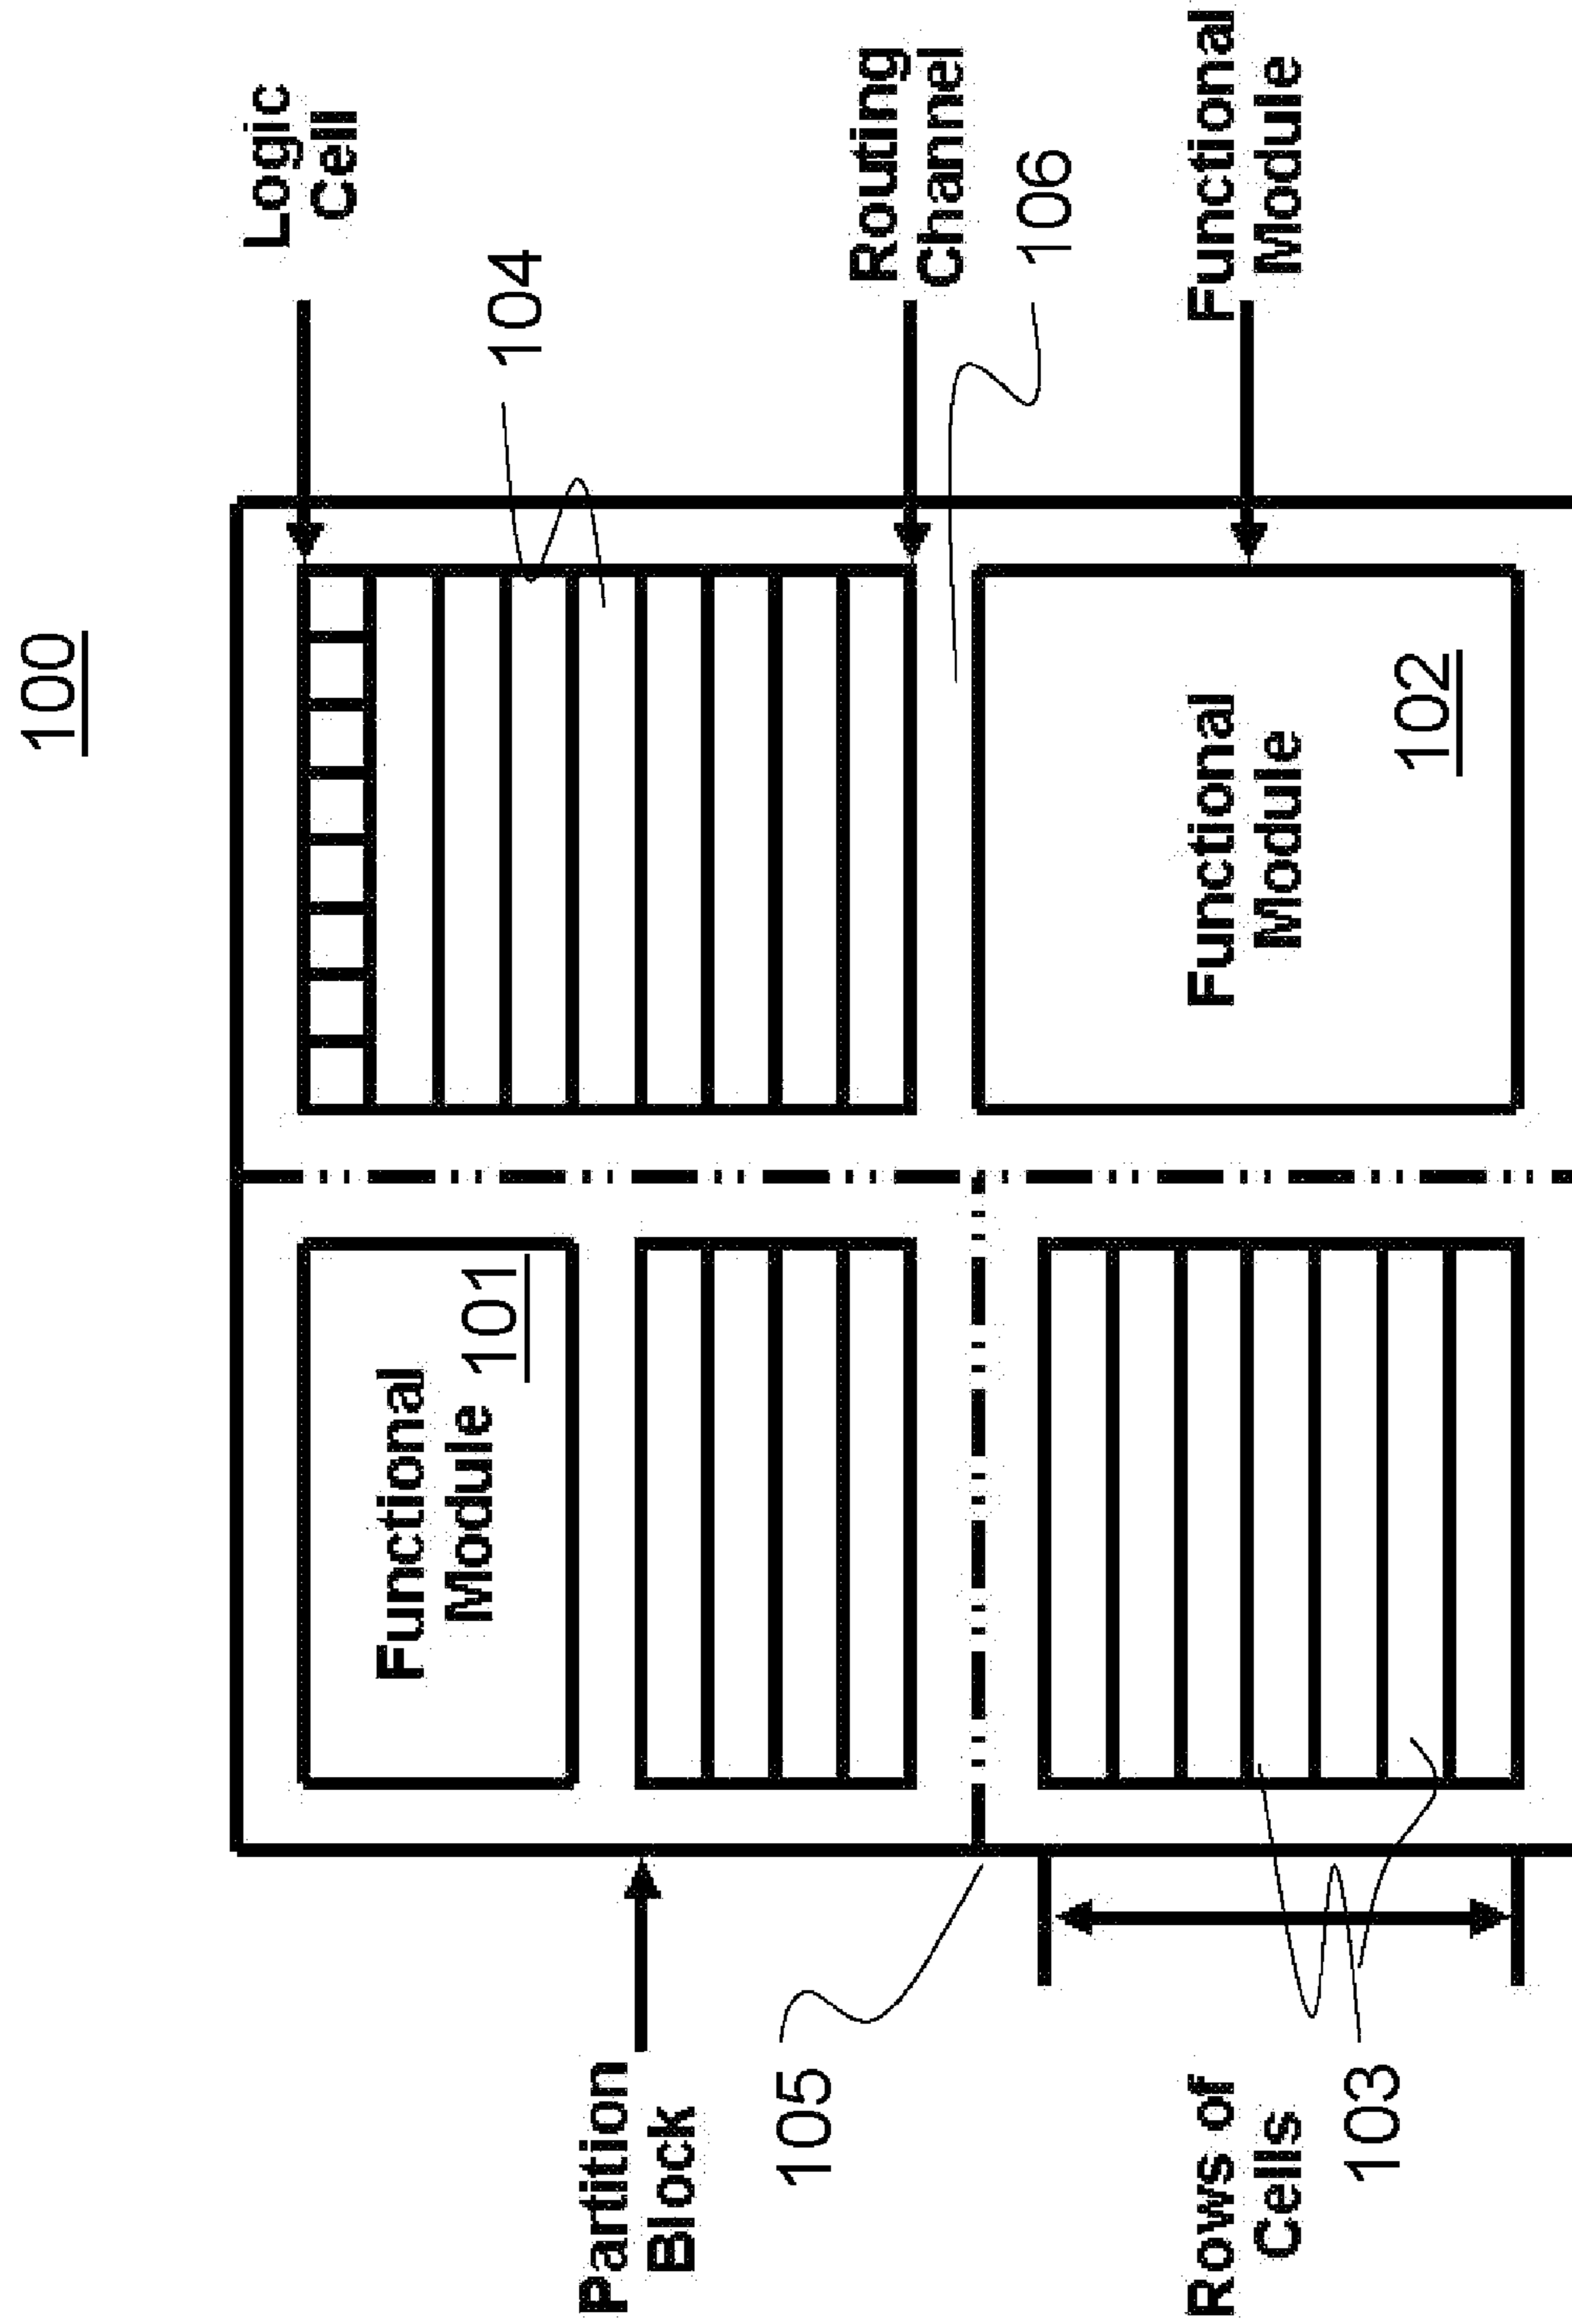 100
Logic
Cell
104
Routing
Channel
106
Functional
Module
Functional
Module
101
Functional
Module
102
Partition
Block
105
Rows of
Cells
103